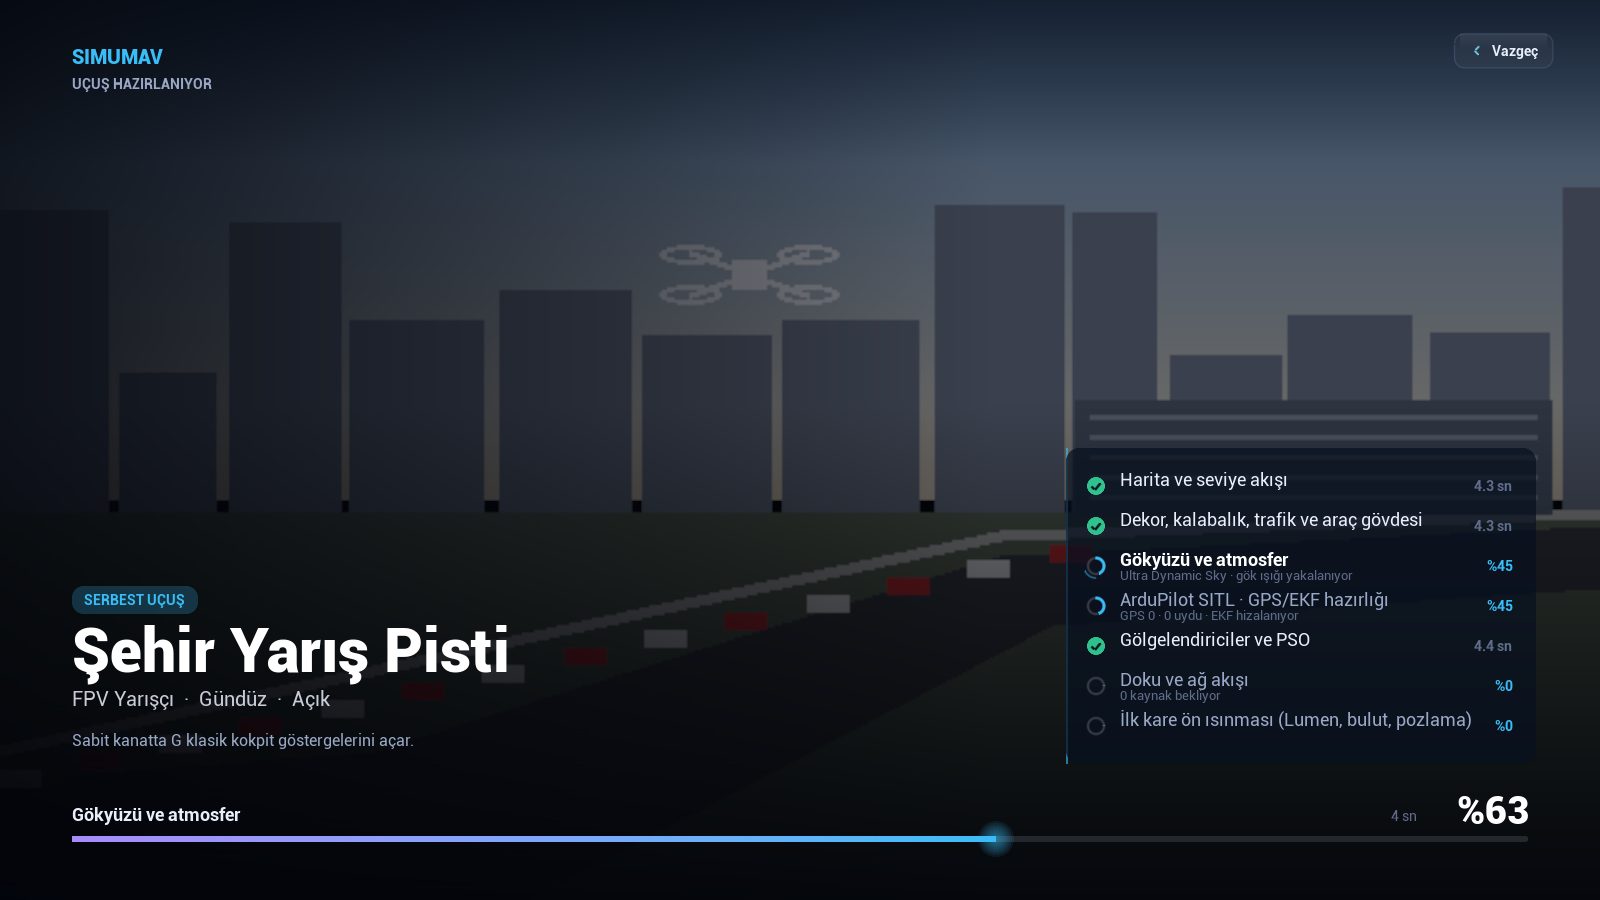 SIMUMAV
UÇUŞ HAZIRLANIYOR
Vazgeç
Harita ve seviye akışı 4.3 sn
Dekor, kalabalık, trafik ve araç gövdesi 4.3 sn
Gökyüzü ve atmosfer %45
Ultra Dynamic Sky · gök ışığı yakalanıyor
ArduPilot SITL · GPS/EKF hazırlığı %45
GPS 0 · 0 uydu · EKF hizalanıyor
Gölgelendiriciler ve PSO 4.4 sn
Doku ve ağ akışı %0
0 kaynak bekliyor
İlk kare ön ısınması (Lumen, bulut, pozlama) %0
SERBEST UÇUŞ
Şehir Yarış Pisti
FPV Yarışçı · Gündüz · Açık
Sabit kanatta G klasik kokpit göstergelerini açar.
Gökyüzü ve atmosfer
4 sn %63